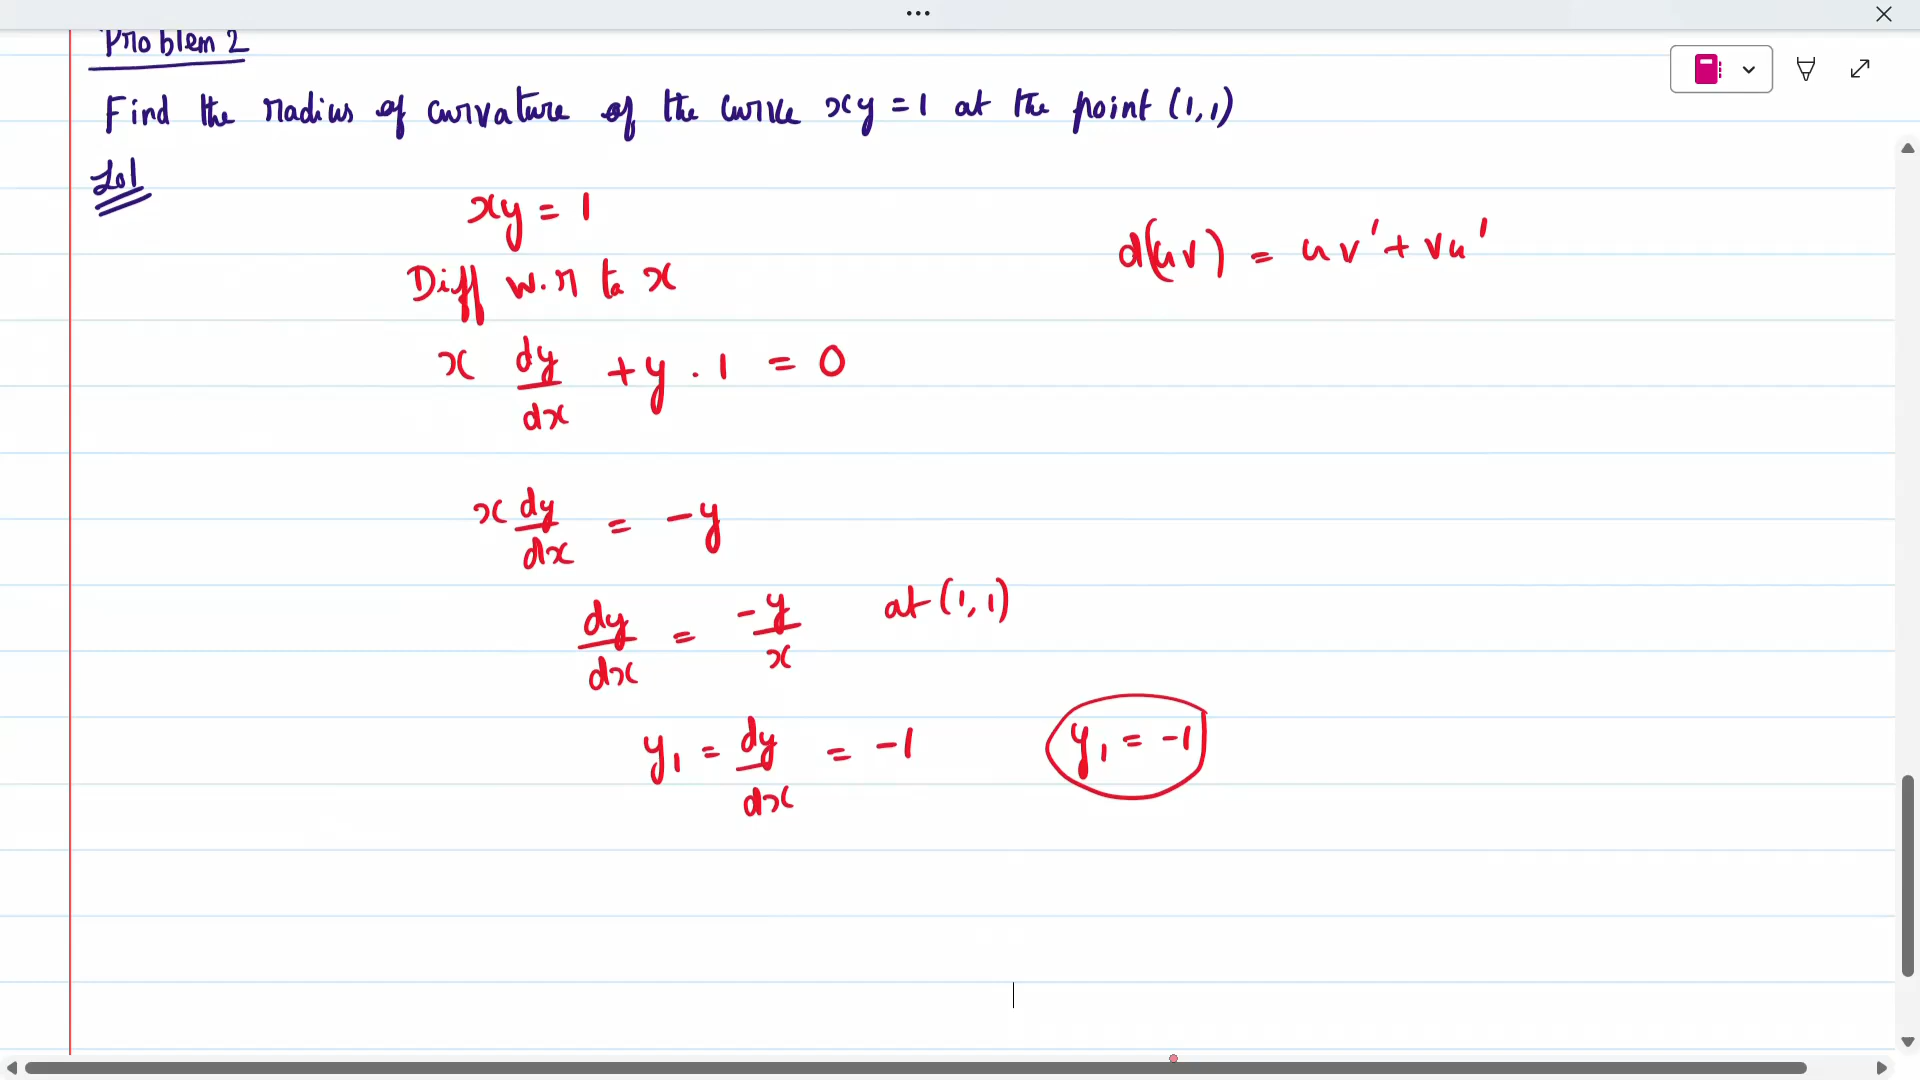 Problem 2
Find the radius of curvature of the curve xy = 1 at the point (1,1)
Sol
xy = 1
d(uv) = uv' + vu'
Diff w.r to x
x dy/dx + y . 1 = 0
x dy/dx = -y
dy/dx = -y/x at (1,1)
y₁ = dy/dx = -1 y₁ = -1